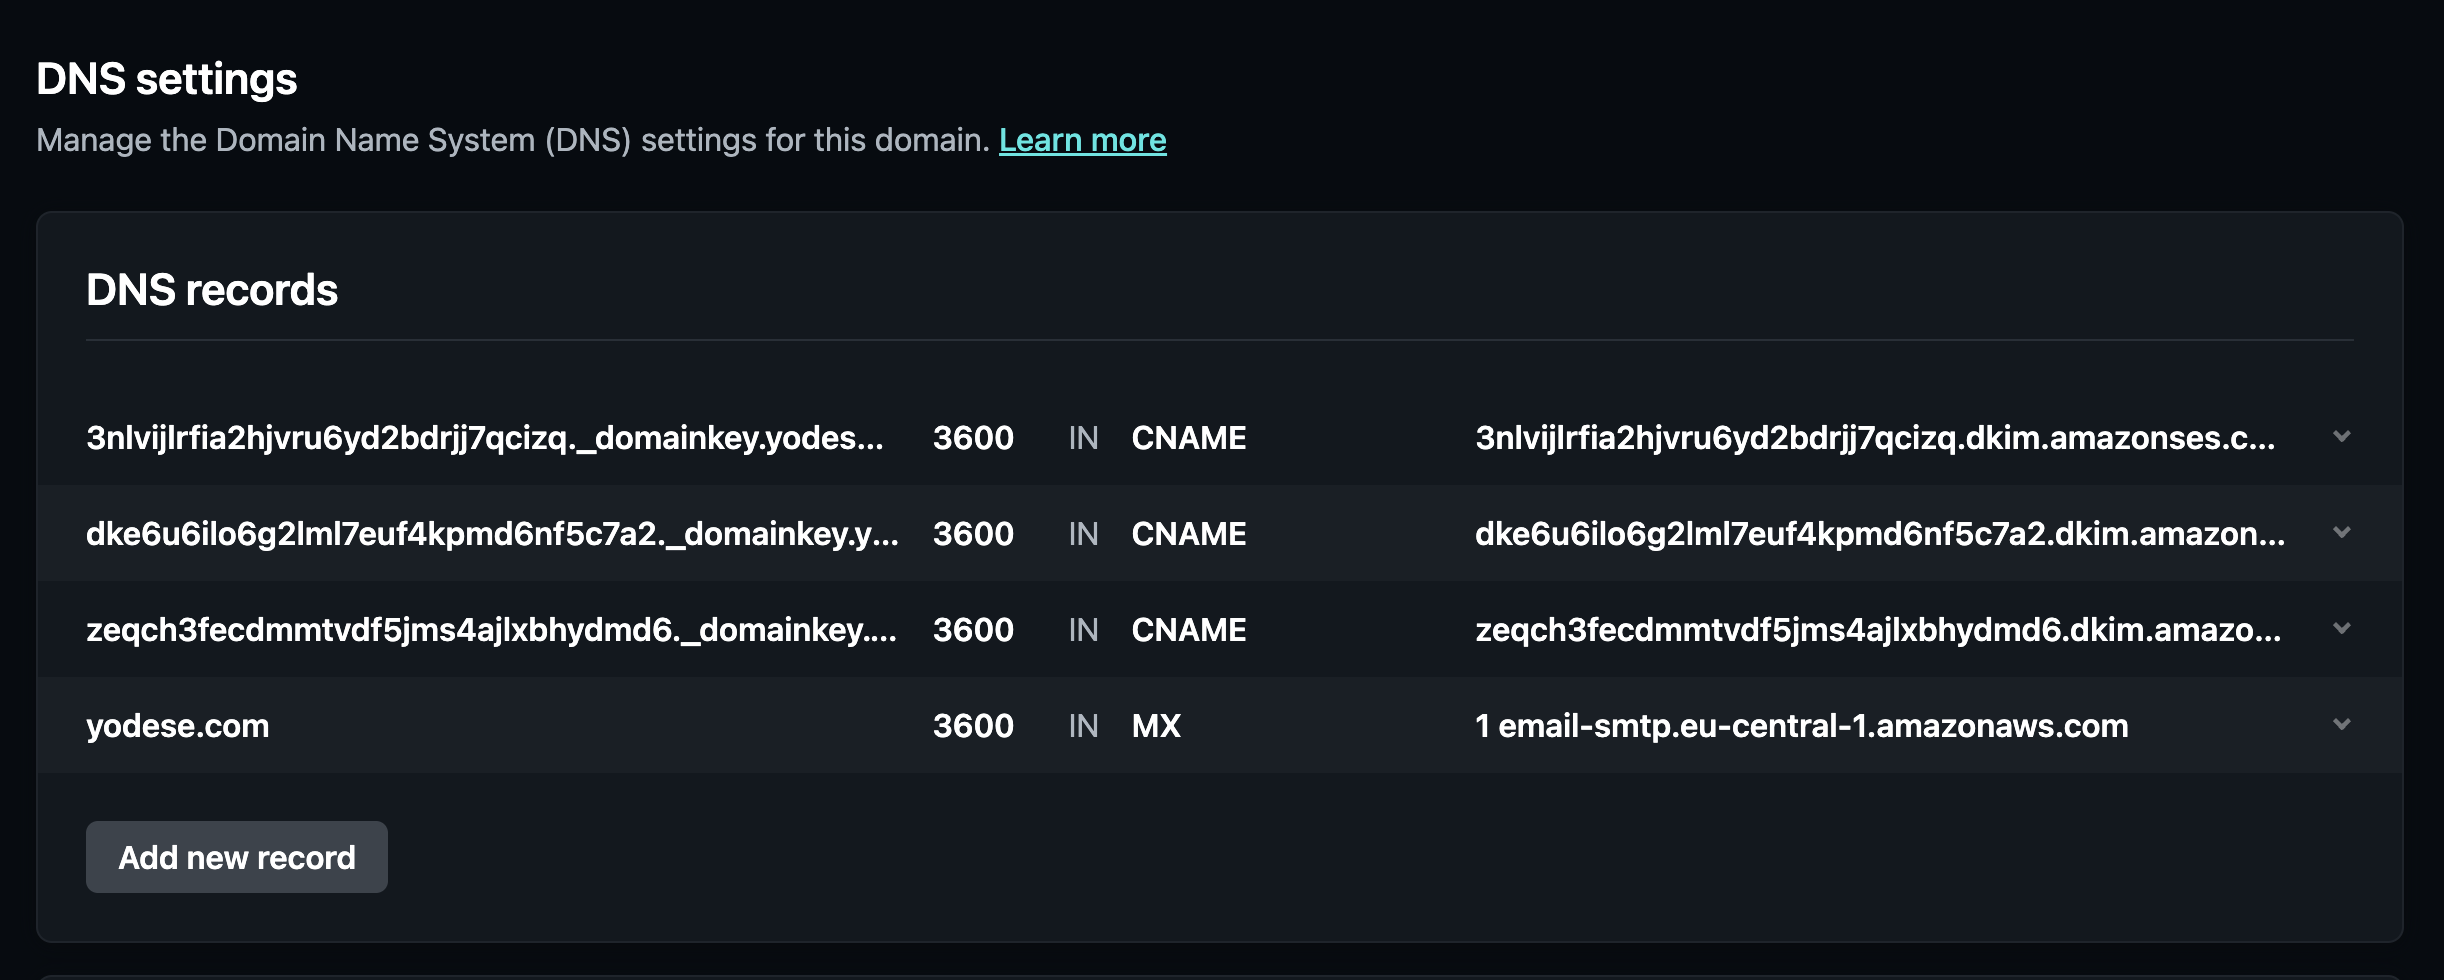 DNS settings
Manage the Domain Name System (DNS) settings for this domain. Learn more
DNS records
3nlvijlrfia2hjvru6yd2bdrjj7qcizq._domainkey.yodes... 3600 IN CNAME 3nlvijlrfia2hjvru6yd2bdrjj7qcizq.dkim.amazonses.c...
dke6u6ilo6g2lml7euf4kpmd6nf5c7a2._domainkey.y... 3600 IN CNAME dke6u6ilo6g2lml7euf4kpmd6nf5c7a2.dkim.amazon...
zeqch3fecdmmtvdf5jms4ajlxbhydmd6._domainkey.... 3600 IN CNAME zeqch3fecdmmtvdf5jms4ajlxbhydmd6.dkim.amazo...
yodese.com 3600 IN MX 1 email-smtp.eu-central-1.amazonaws.com
Add new record